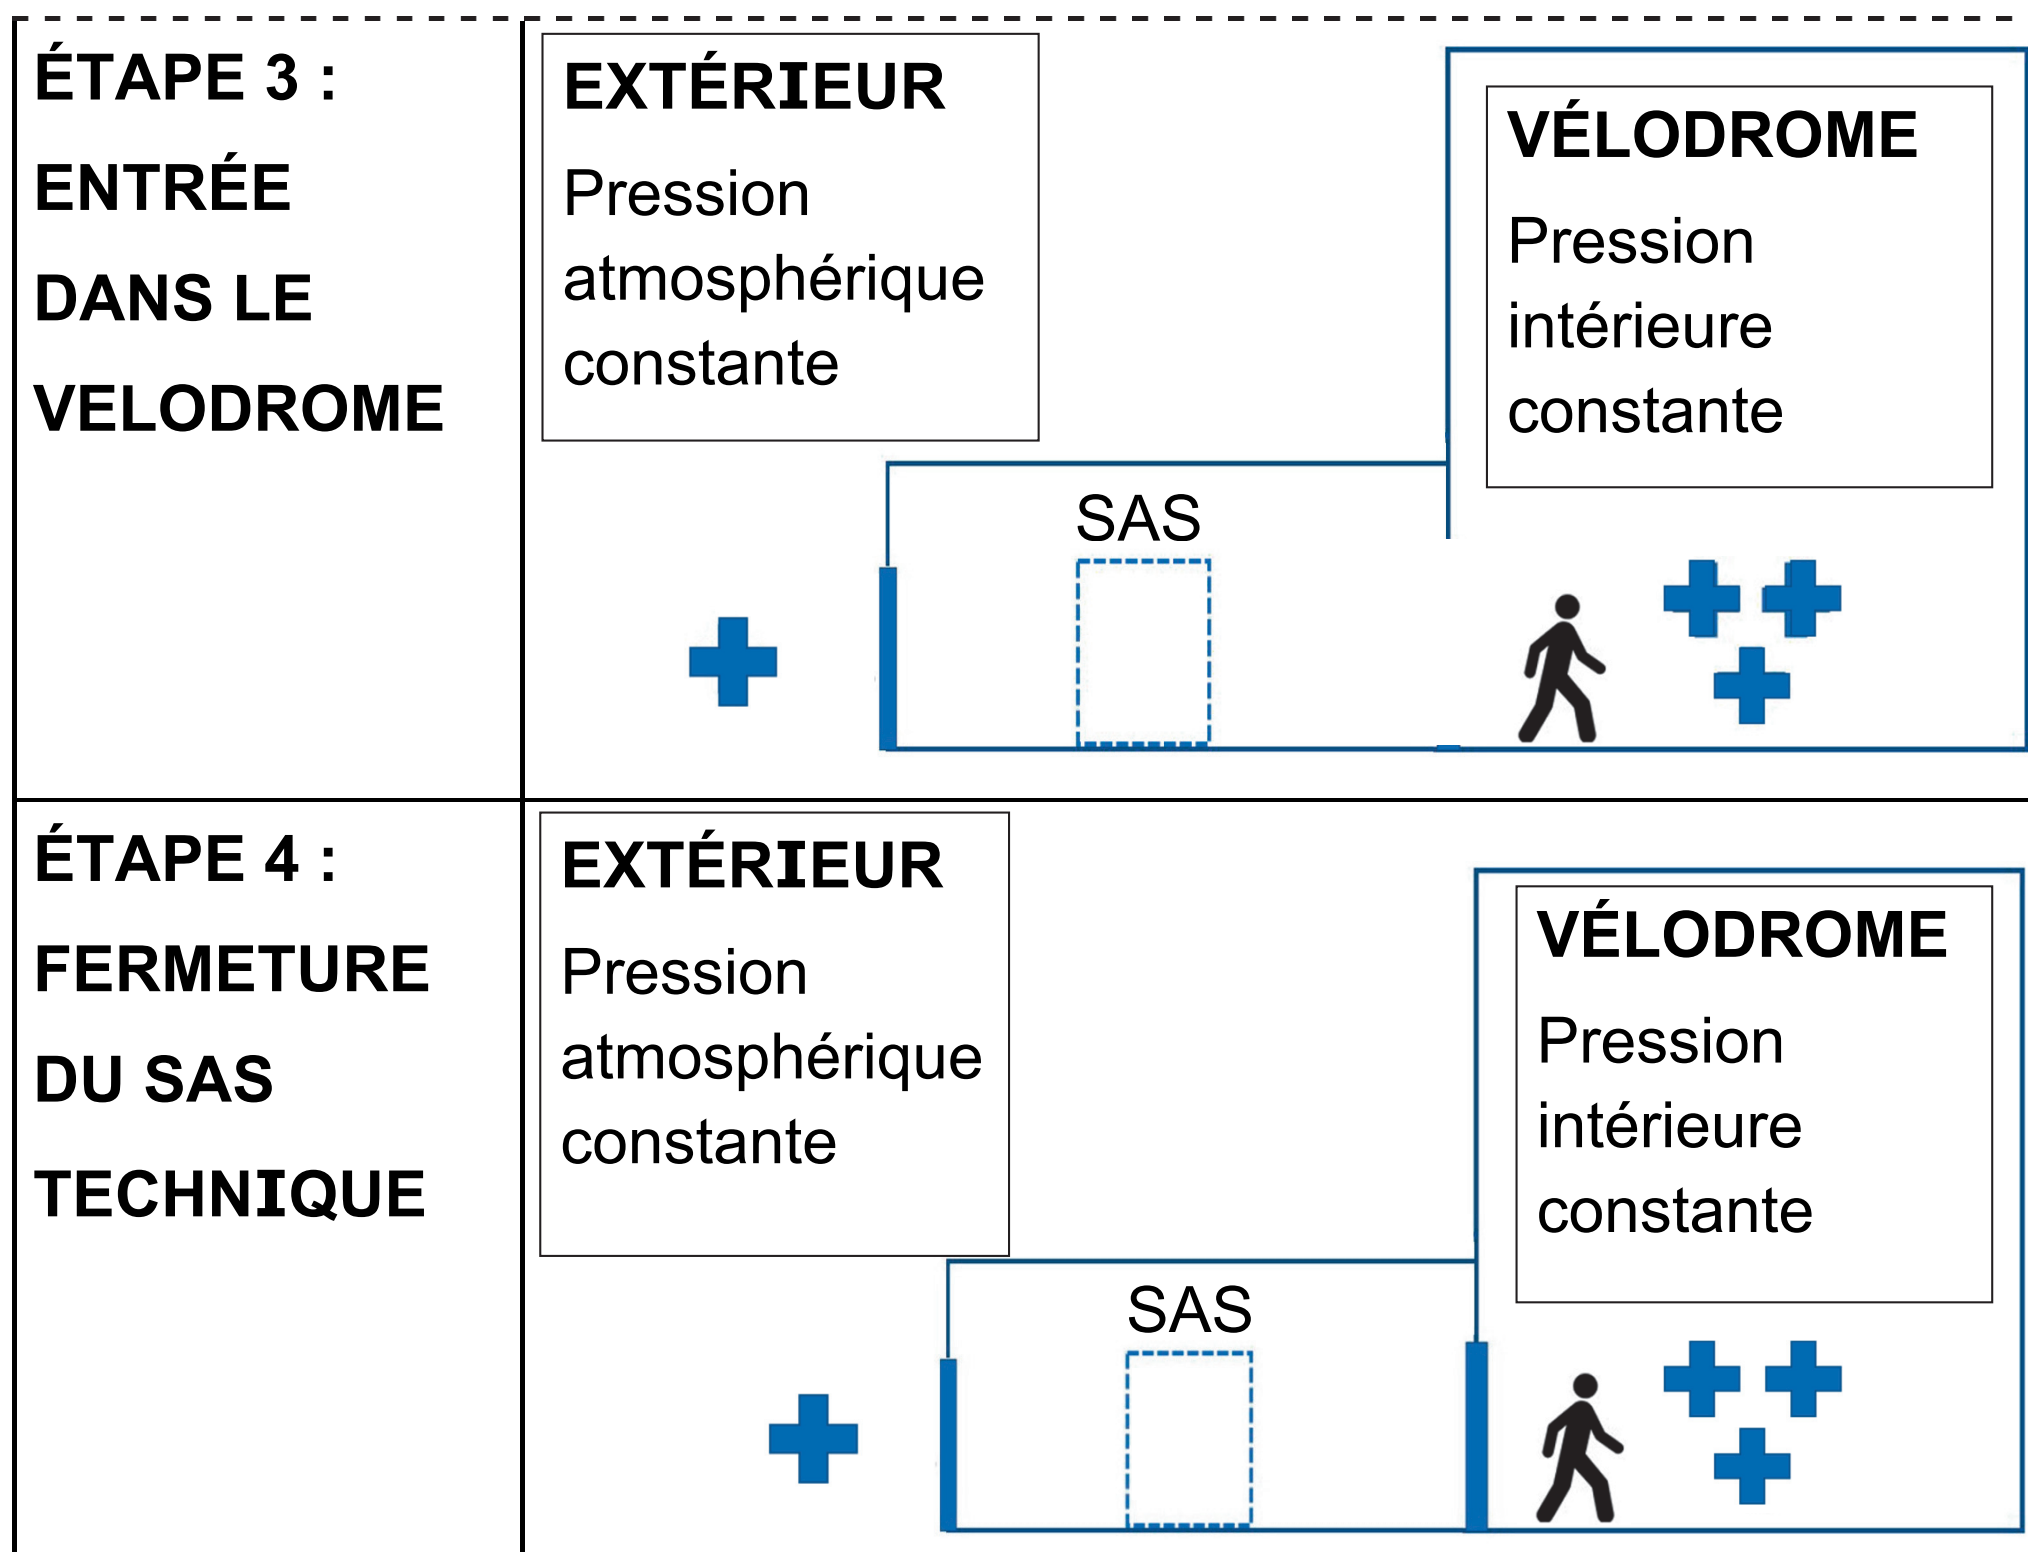 ÉTAPE 3 :
ENTRÉE
DANS LE
VELODROME
EXTÉRIEUR
Pression
atmosphérique
constante
VÉLODROME
Pression
intérieure
constante
SAS
ÉTAPE 4 :
FERMETURE
DU SAS
TECHNIQUE
EXTÉRIEUR
Pression
atmosphérique
constante
VÉLODROME
Pression
intérieure
constante
SAS